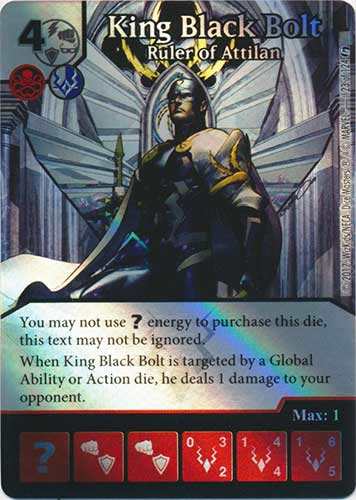 4
King Black Bolt
Ruler of Attilan
You may not use ? energy to purchase this die,
this text may not be ignored.
When King Black Bolt is targeted by a Global
Ability or Action die, he deals 1 damage to your
opponent.
Max: 1
?
0 3 2
1 4 4
1 6 5